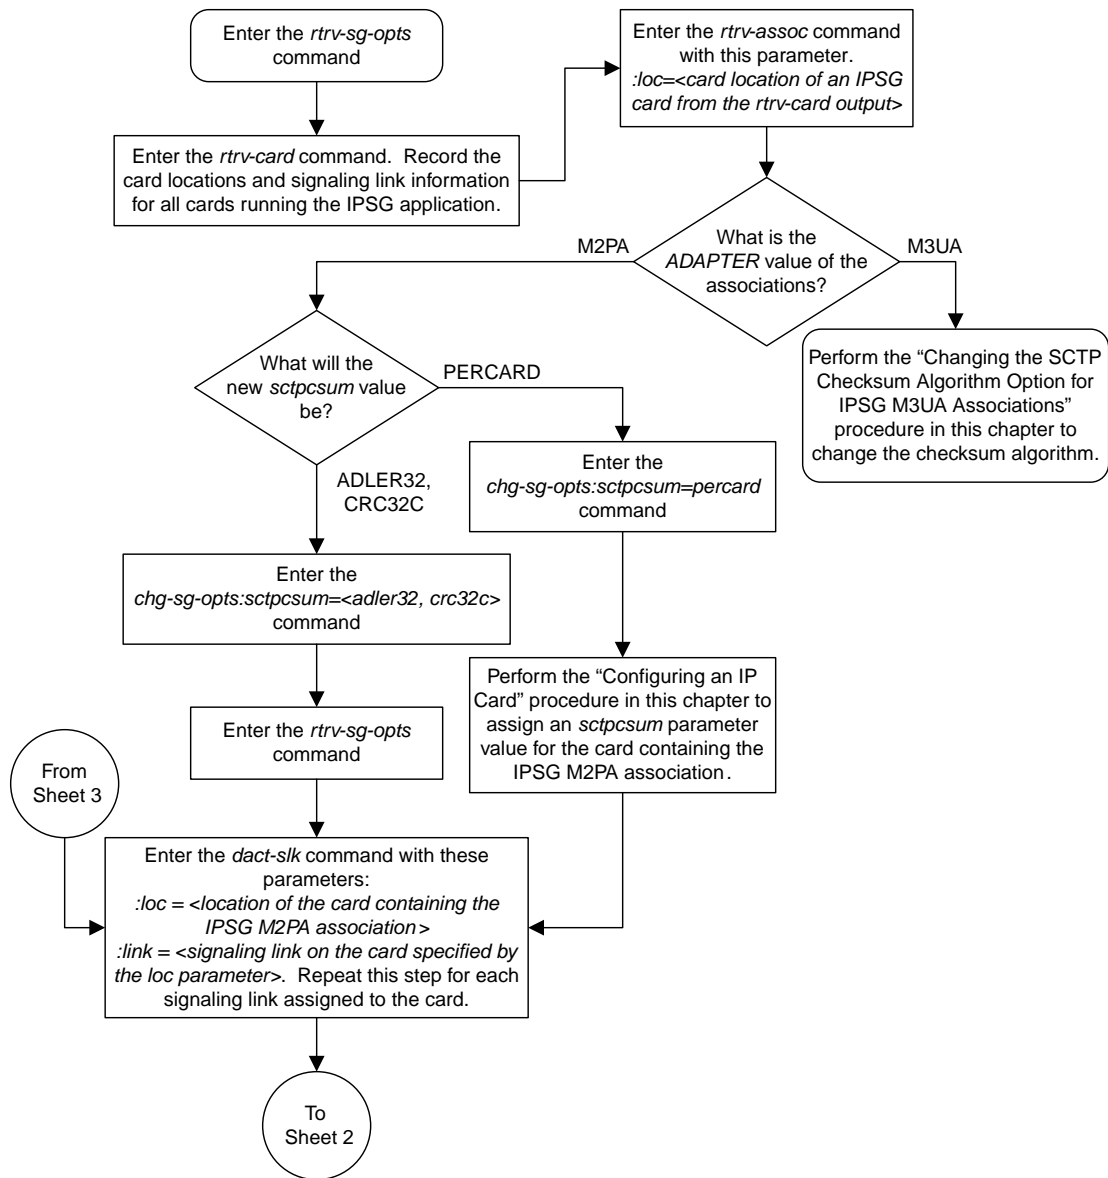 Enter the rtrv-sg-opts
command
Enter the rtrv-card command.  Record the
card locations and signaling link information
for all cards running the IPSG application.
Enter the rtrv-assoc command
with this parameter.
:loc=<card location of an IPSG
card from the rtrv-card output>
What is the
ADAPTER value of the
associations?
M2PA
M3UA
Perform the “Changing the SCTP
Checksum Algorithm Option for
IPSG M3UA Associations”
procedure in this chapter to
change the checksum algorithm.
What will the
new sctpcsum value
be?
PERCARD
ADLER32,
CRC32C
Enter the
chg-sg-opts:sctpcsum=percard
command
Enter the
chg-sg-opts:sctpcsum=<adler32, crc32c>
command
Perform the “Configuring an IP
Card” procedure in this chapter to
assign an sctpcsum parameter
value for the card containing the
IPSG M2PA association.
Enter the rtrv-sg-opts
command
From
Sheet 3
Enter the dact-slk command with these
parameters:
:loc = <location of the card containing the
IPSG M2PA association>
:link = <signaling link on the card specified by
the loc parameter>.  Repeat this step for each
signaling link assigned to the card.
To
Sheet 2